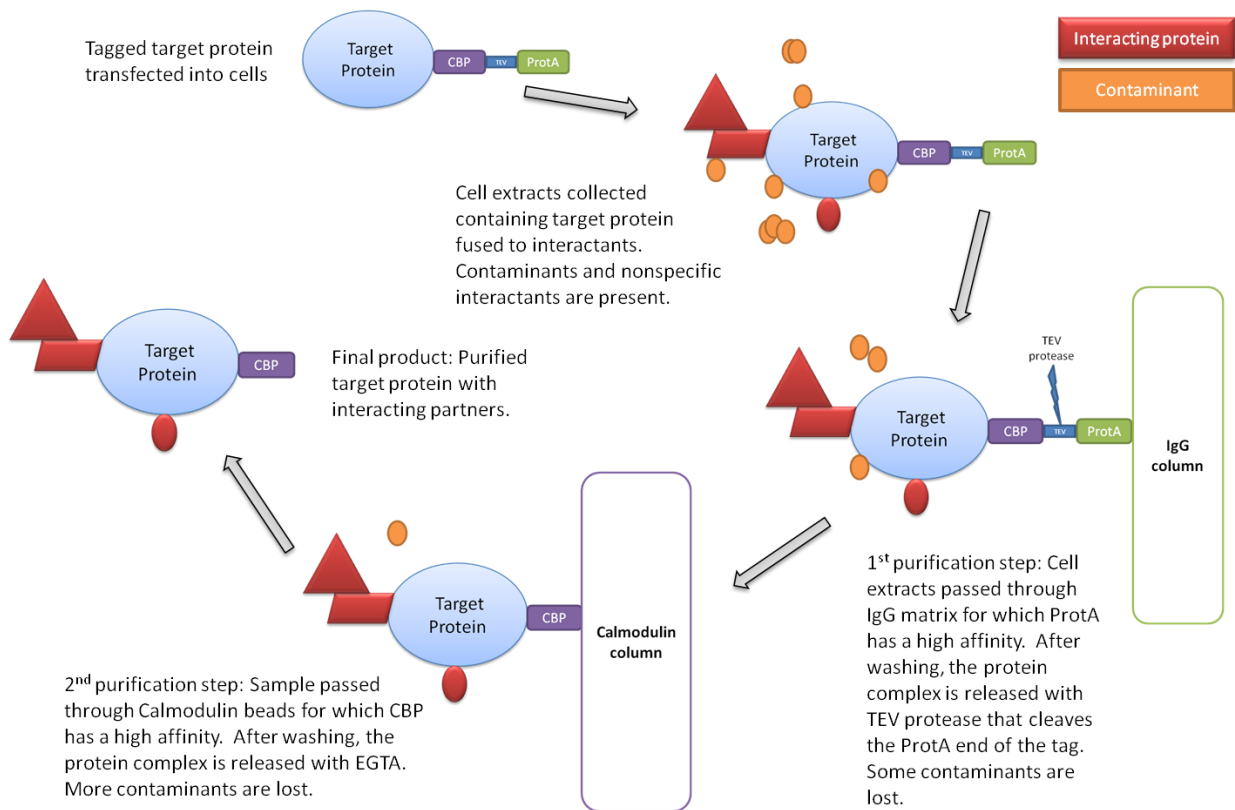 Tagged target protein
transfected into cells
Target
Protein
CBP
TEV
ProtA
Interacting protein
Contaminant
Target
Protein
CBP
TEV
ProtA
Cell extracts collected
containing target protein
fused to interactants.
Contaminants and nonspecific
interactants are present.
TEV
protease
Target
Protein
CBP
TEV
ProtA
IgG
column
1st purification step: Cell
extracts passed through
IgG matrix for which ProtA
has a high affinity.  After
washing, the protein
complex is released with
TEV protease that cleaves
the ProtA end of the tag.
Some contaminants are
lost.
Target
Protein
CBP
Calmodulin
column
2nd purification step: Sample passed
through Calmodulin beads for which CBP
has a high affinity.  After washing, the
protein complex is released with EGTA.
More contaminants are lost.
Target
Protein
CBP
Final product: Purified
target protein with
interacting partners.